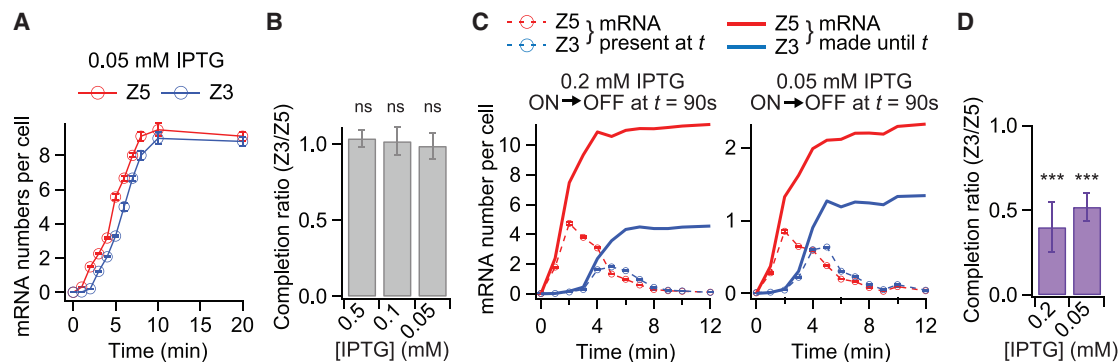 A
0.05 mM IPTG
Z5 Z3
mRNA numbers per cell
8
6
4
2
0
0 5 10 15 20
Time (min)
B
ns ns ns
Completion ratio (Z3/Z5)
1.0
0.5
0.0
0.5 0.1 0.05
[IPTG] (mM)
C
Z5 } mRNA
Z3 present at t
Z5 } mRNA
Z3 made until t
0.2 mM IPTG
ON→OFF at t = 90s
mRNA number per cell
10
8
6
4
2
0
0 4 8 12
Time (min)
0.05 mM IPTG
ON→OFF at t = 90s
2
1
0
0 4 8 12
Time (min)
D
Completion ratio (Z3/Z5)
1.0
0.5
0.0
*** ***
0.2 0.05
[IPTG] (mM)